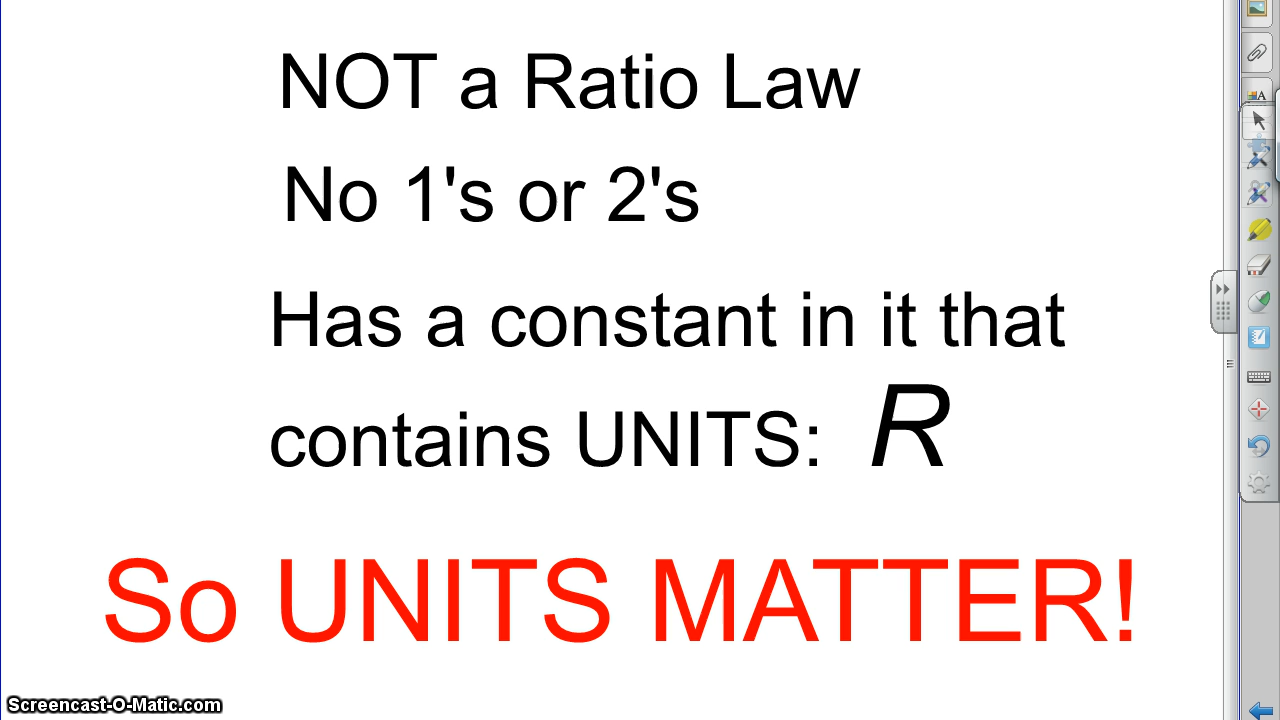 NOT a Ratio Law
No 1's or 2's
Has a constant in it that
contains UNITS: R
So UNITS MATTER!
Screencast-O-Matic.com